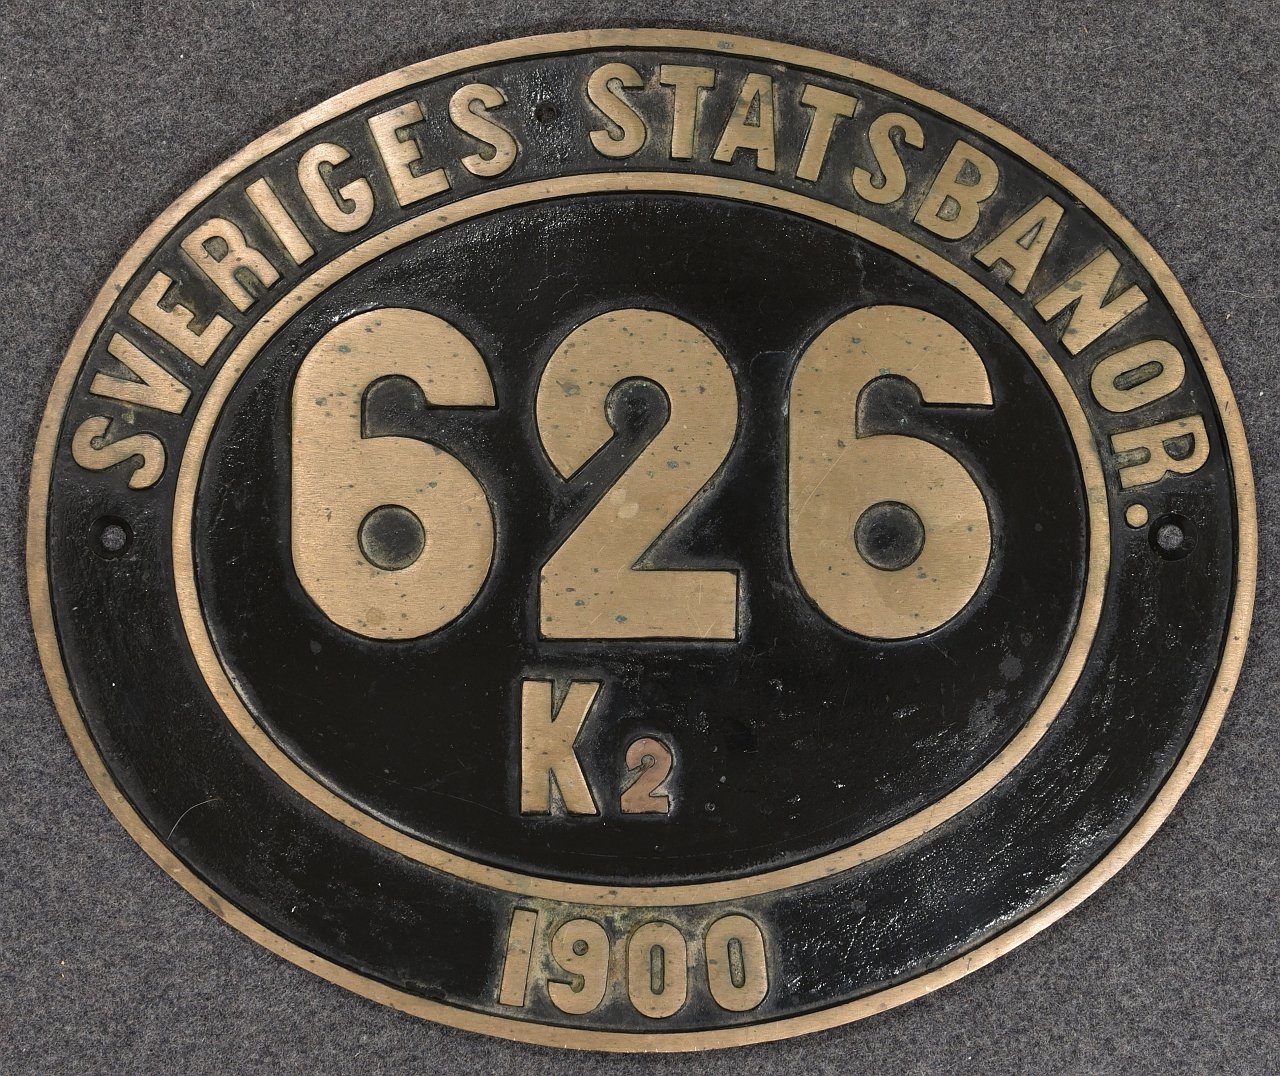 SVERIGES STATSBANOR.
626
K2
1900